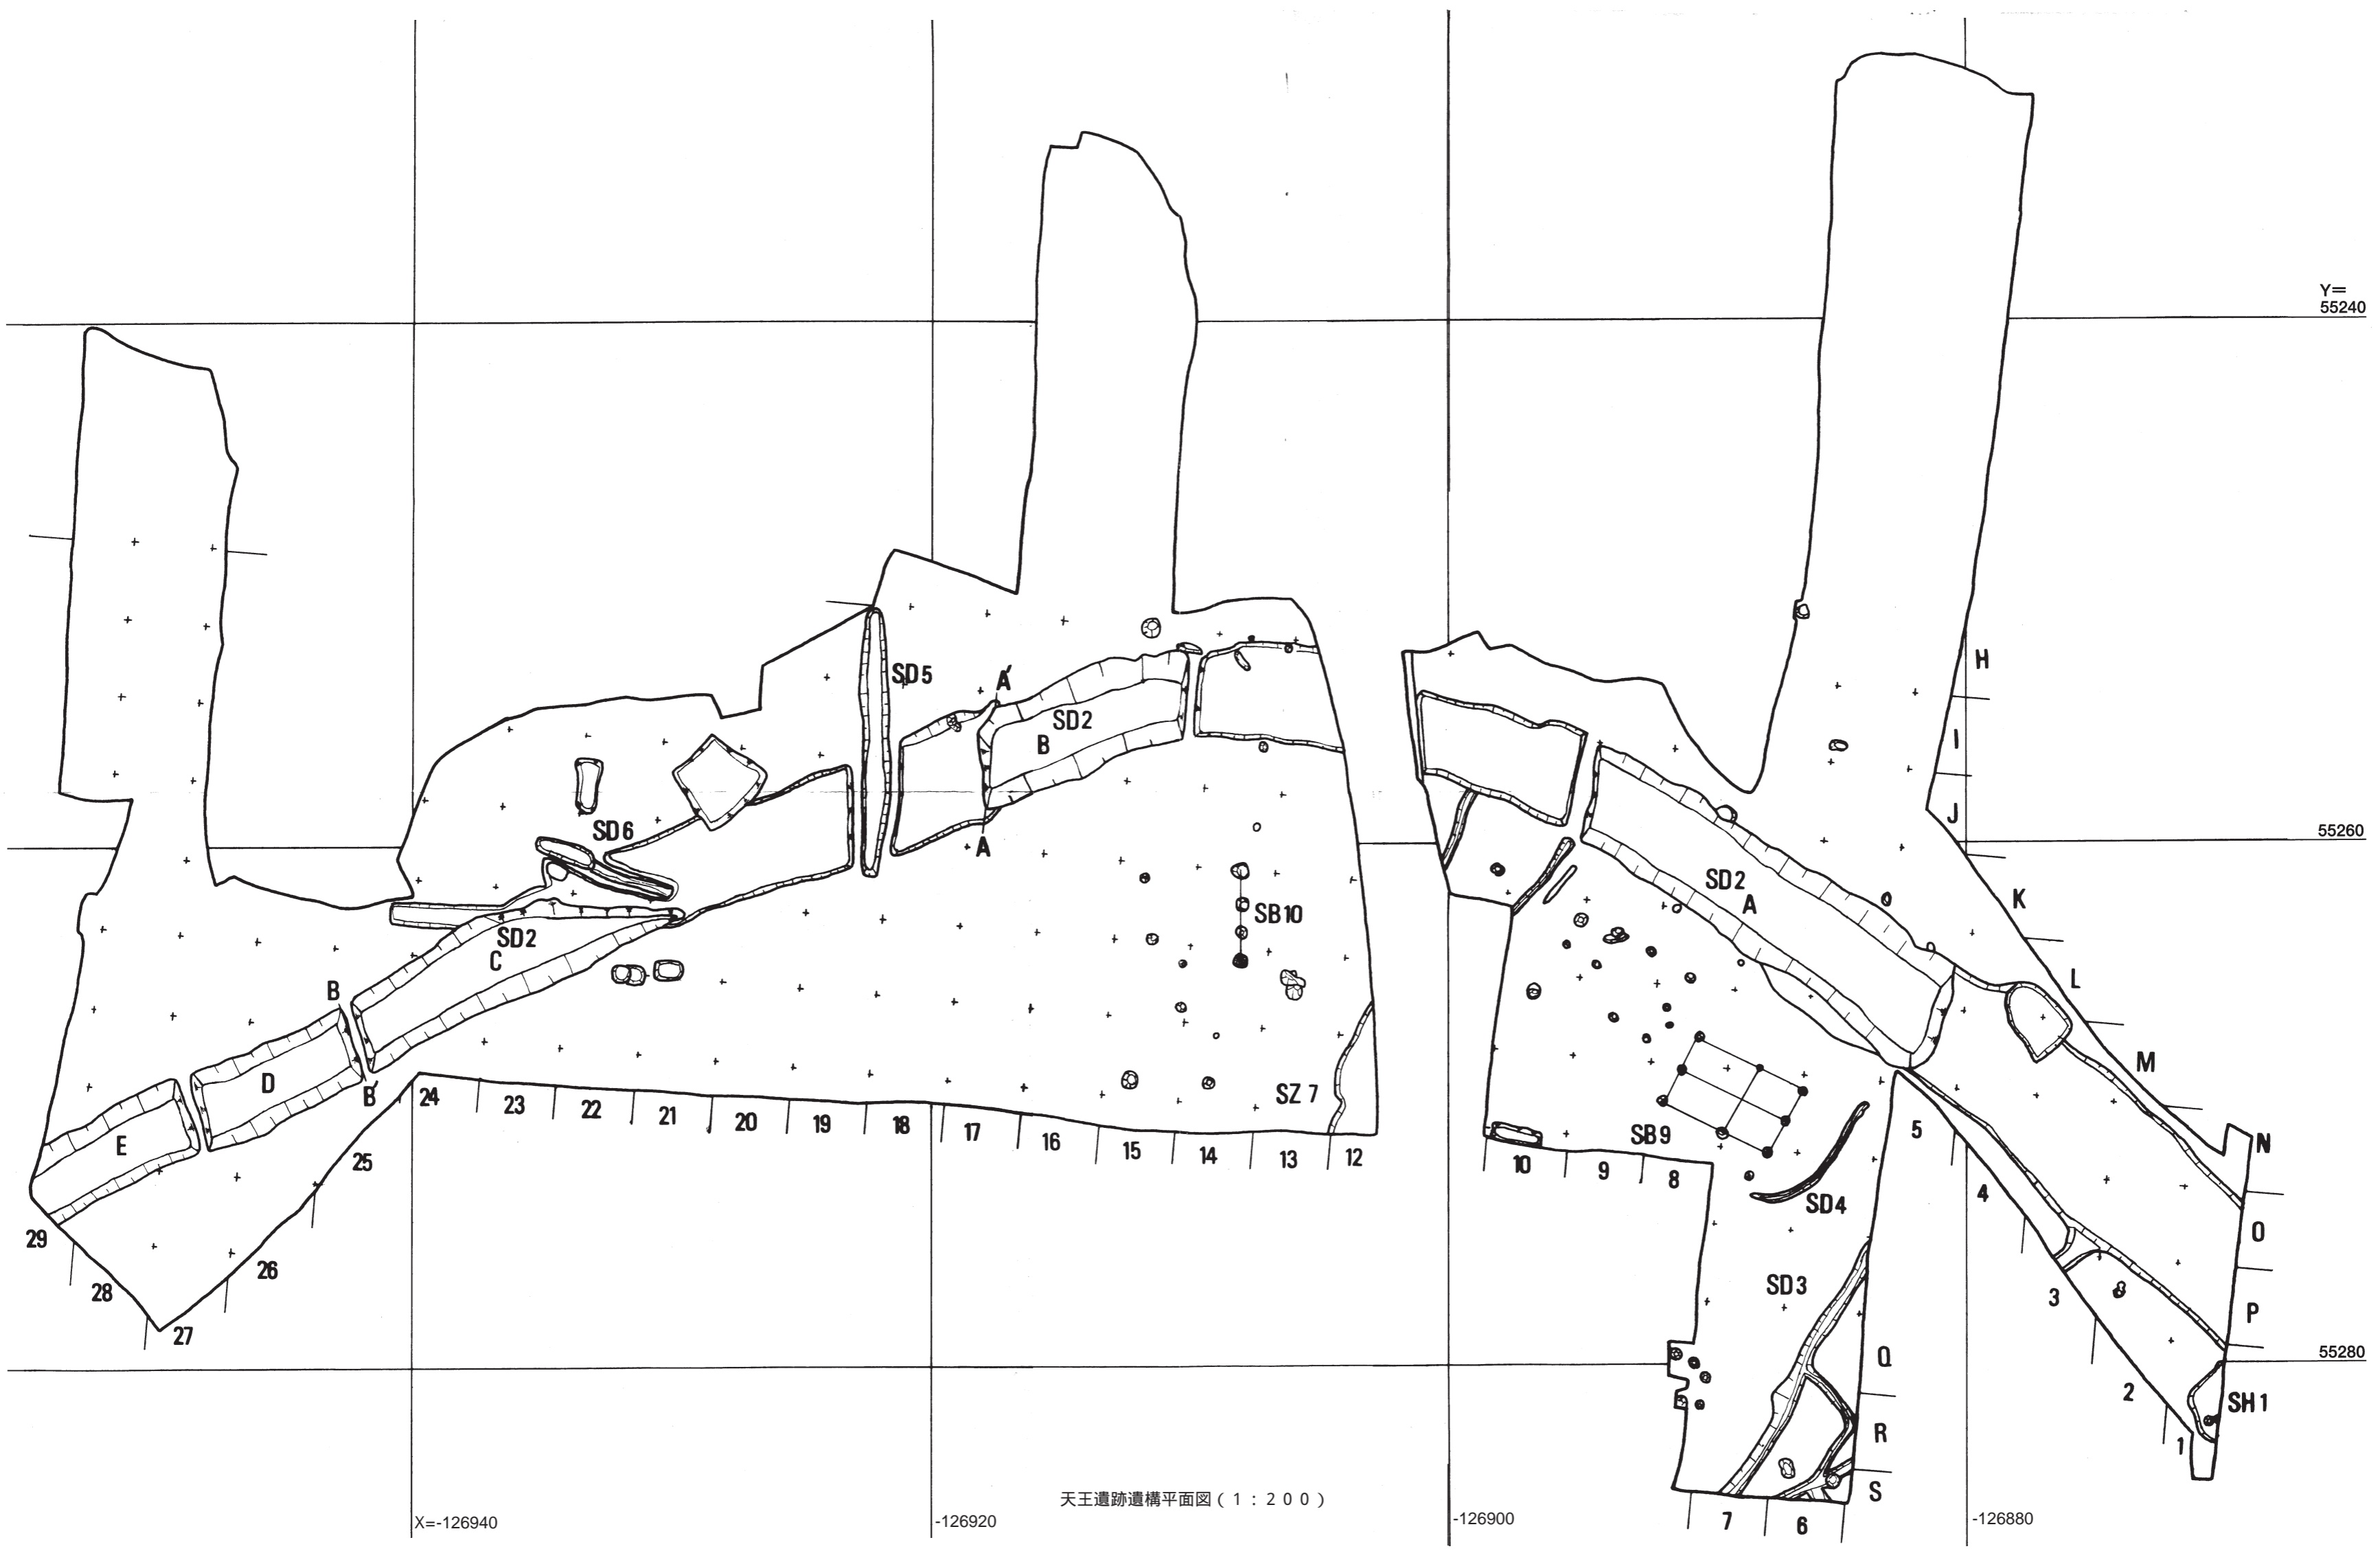 Y=
55240
H
SD5
A′
SD2
B
I
J
SD6
A
55260
SD2
A
K
SB10
SD2
C
L
B
M
D
B′
SZ7
E
24
23
22
21
20
19
18
17
16
15
14
13
12
SB9
10
9
8
5
N
25
4
SD4
O
29
26
SD3
28
3
P
27
Q
55280
2
SH1
R
1
S
天王遺跡遺構平面図(1:200)
7
6
X=-126940
-126920
-126900
-126880